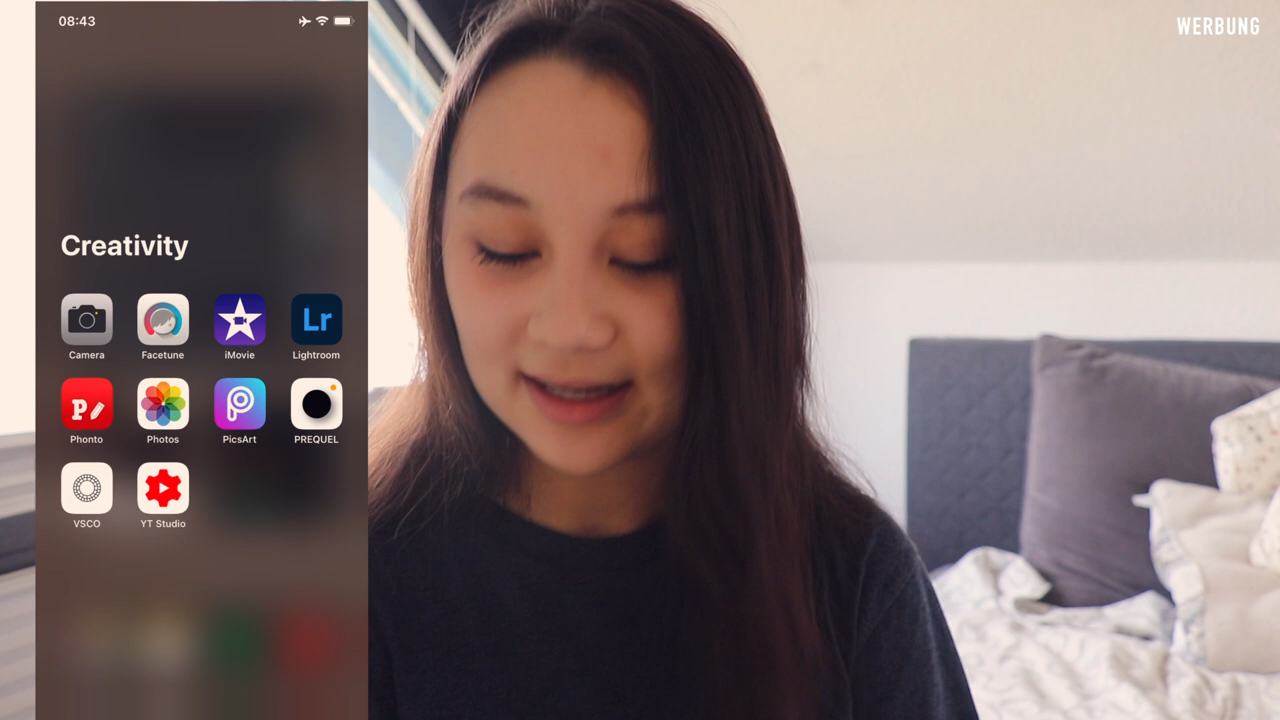 08:43
WERBUNG
Creativity
Camera Facetune iMovie Lightroom
Lr
P
Phonto Photos PicsArt PREQUEL
VSCO YT Studio